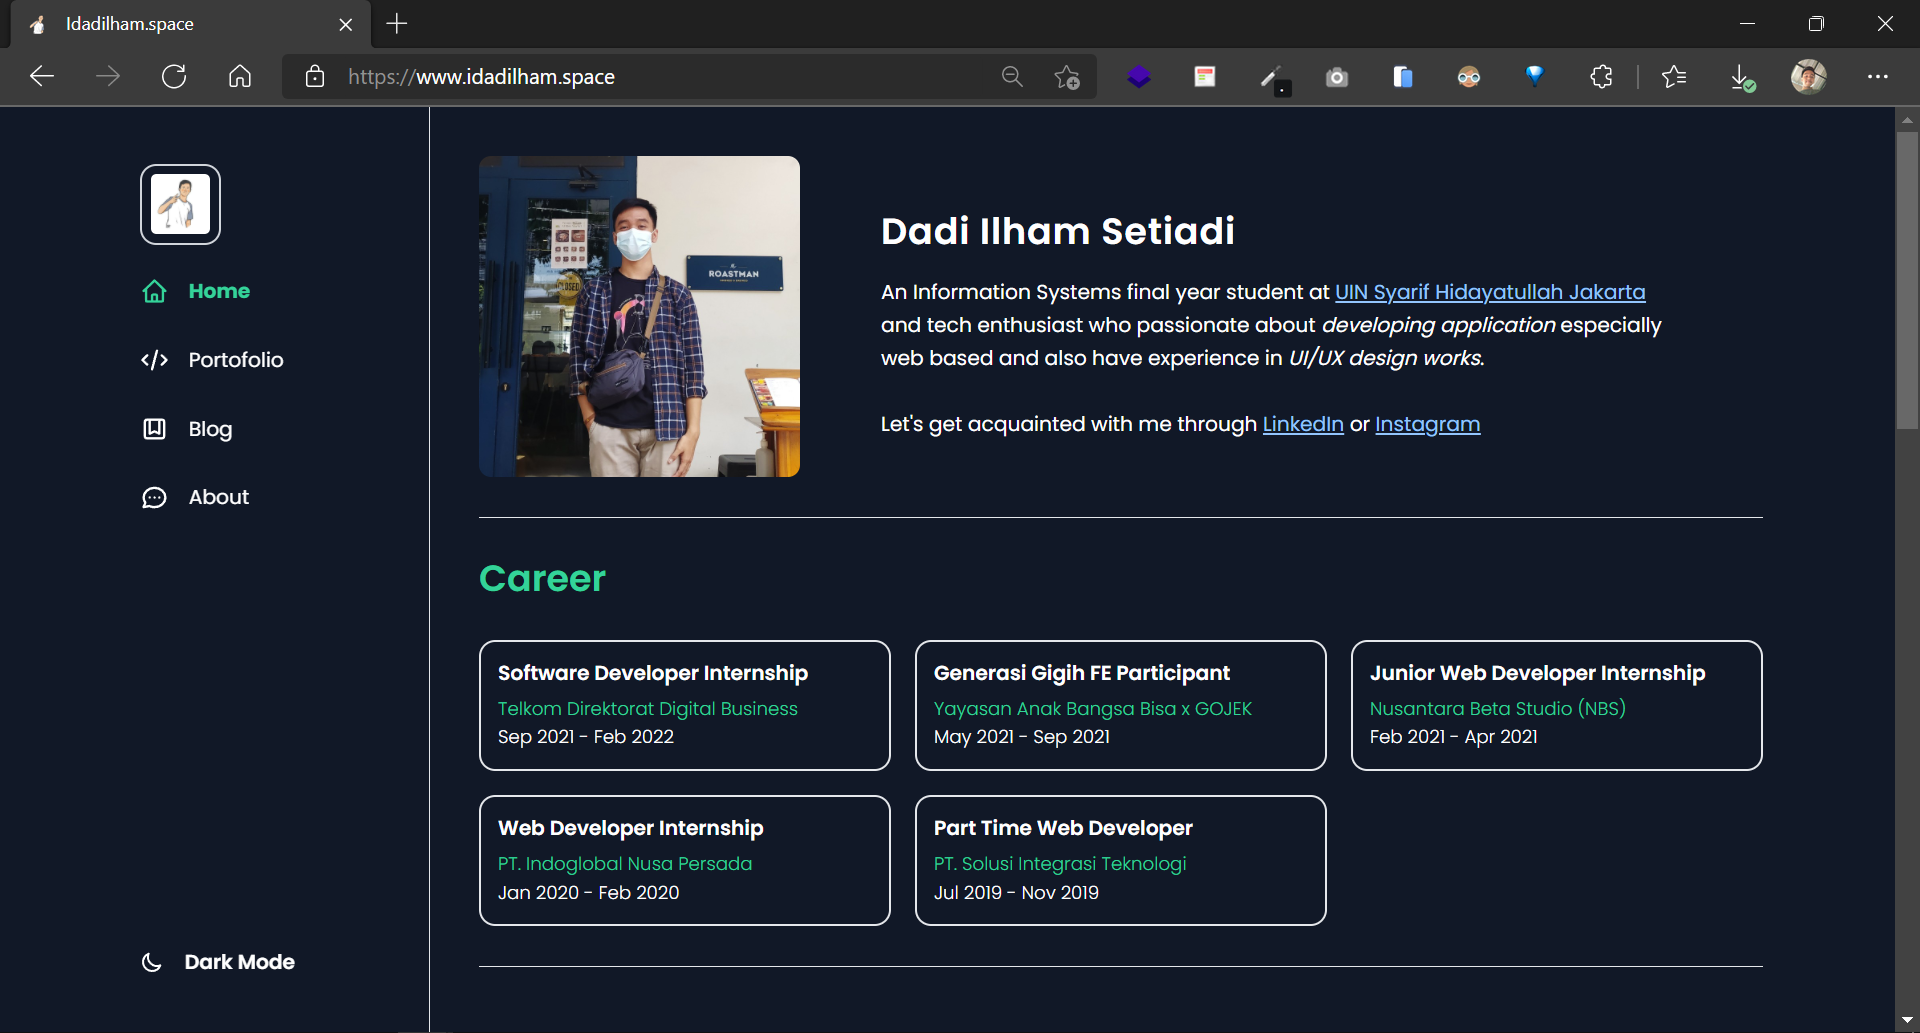 Idadilham.space
https://www.idadilham.space
Home
Portofolio
Blog
About
Dark Mode
CLOSED
ROASTMAN
Dadi Ilham Setiadi
An Information Systems final year student at UIN Syarif Hidayatullah Jakarta
and tech enthusiast who passionate about developing application especially
web based and also have experience in UI/UX design works.
Let's get acquainted with me through LinkedIn or Instagram
Career
Software Developer Internship
Telkom Direktorat Digital Business
Sep 2021 - Feb 2022
Generasi Gigih FE Participant
Yayasan Anak Bangsa Bisa x GOJEK
May 2021 - Sep 2021
Junior Web Developer Internship
Nusantara Beta Studio (NBS)
Feb 2021 - Apr 2021
Web Developer Internship
PT. Indoglobal Nusa Persada
Jan 2020 - Feb 2020
Part Time Web Developer
PT. Solusi Integrasi Teknologi
Jul 2019 - Nov 2019